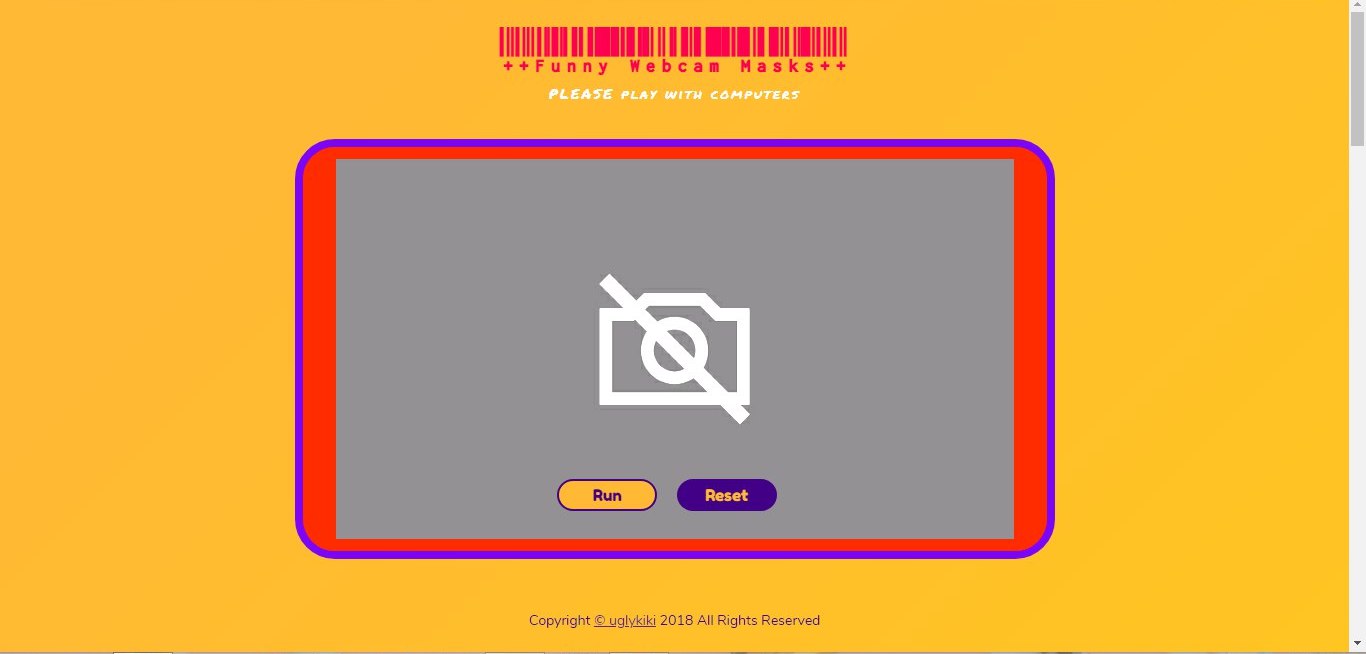 ++Funny Webcam Masks++
PLEASE PLAY WITH COMPUTERS
Run
Reset
Copyright © uglykiki 2018 All Rights Reserved